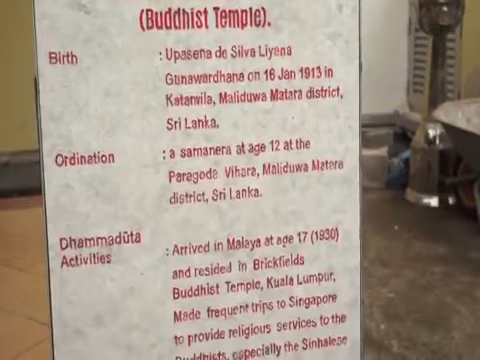 (Buddhist Temple).
Birth : Upasena de Silva Liyana
Gunawardhana on 16 Jan 1913 in
Katanvila, Maliduwa Matara district,
Sri Lanka.
Ordination : a samanera at age 12 at the
Paragoda Vihara, Maliduwa Matara
district, Sri Lanka.
Dhammadūta
Activities : Arrived in Malaya at age 17 (1930)
and resided in Brickfields
Buddhist Temple, Kuala Lumpur,
Made frequent trips to Singapore
to provide religious services to the
Buddhists, especially the Sinhalese